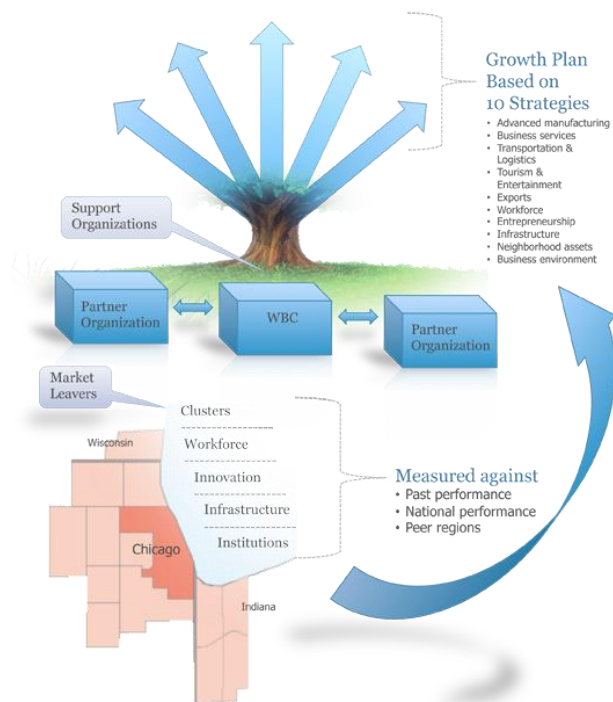 Growth Plan
Based on
10 Strategies
• Advanced manufacturing
• Business services
• Transportation &
Logistics
• Tourism &
Entertainment
• Exports
• Workforce
• Entrepreneurship
• Infrastructure
• Neighborhood assets
• Business environment
Support
Organizations
Partner
Organization
WBC
Partner
Organization
Market
Leavers
Clusters
Workforce
Innovation
Infrastructure
Institutions
Measured against
• Past performance
• National performance
• Peer regions
Wisconsin
Chicago
Indiana